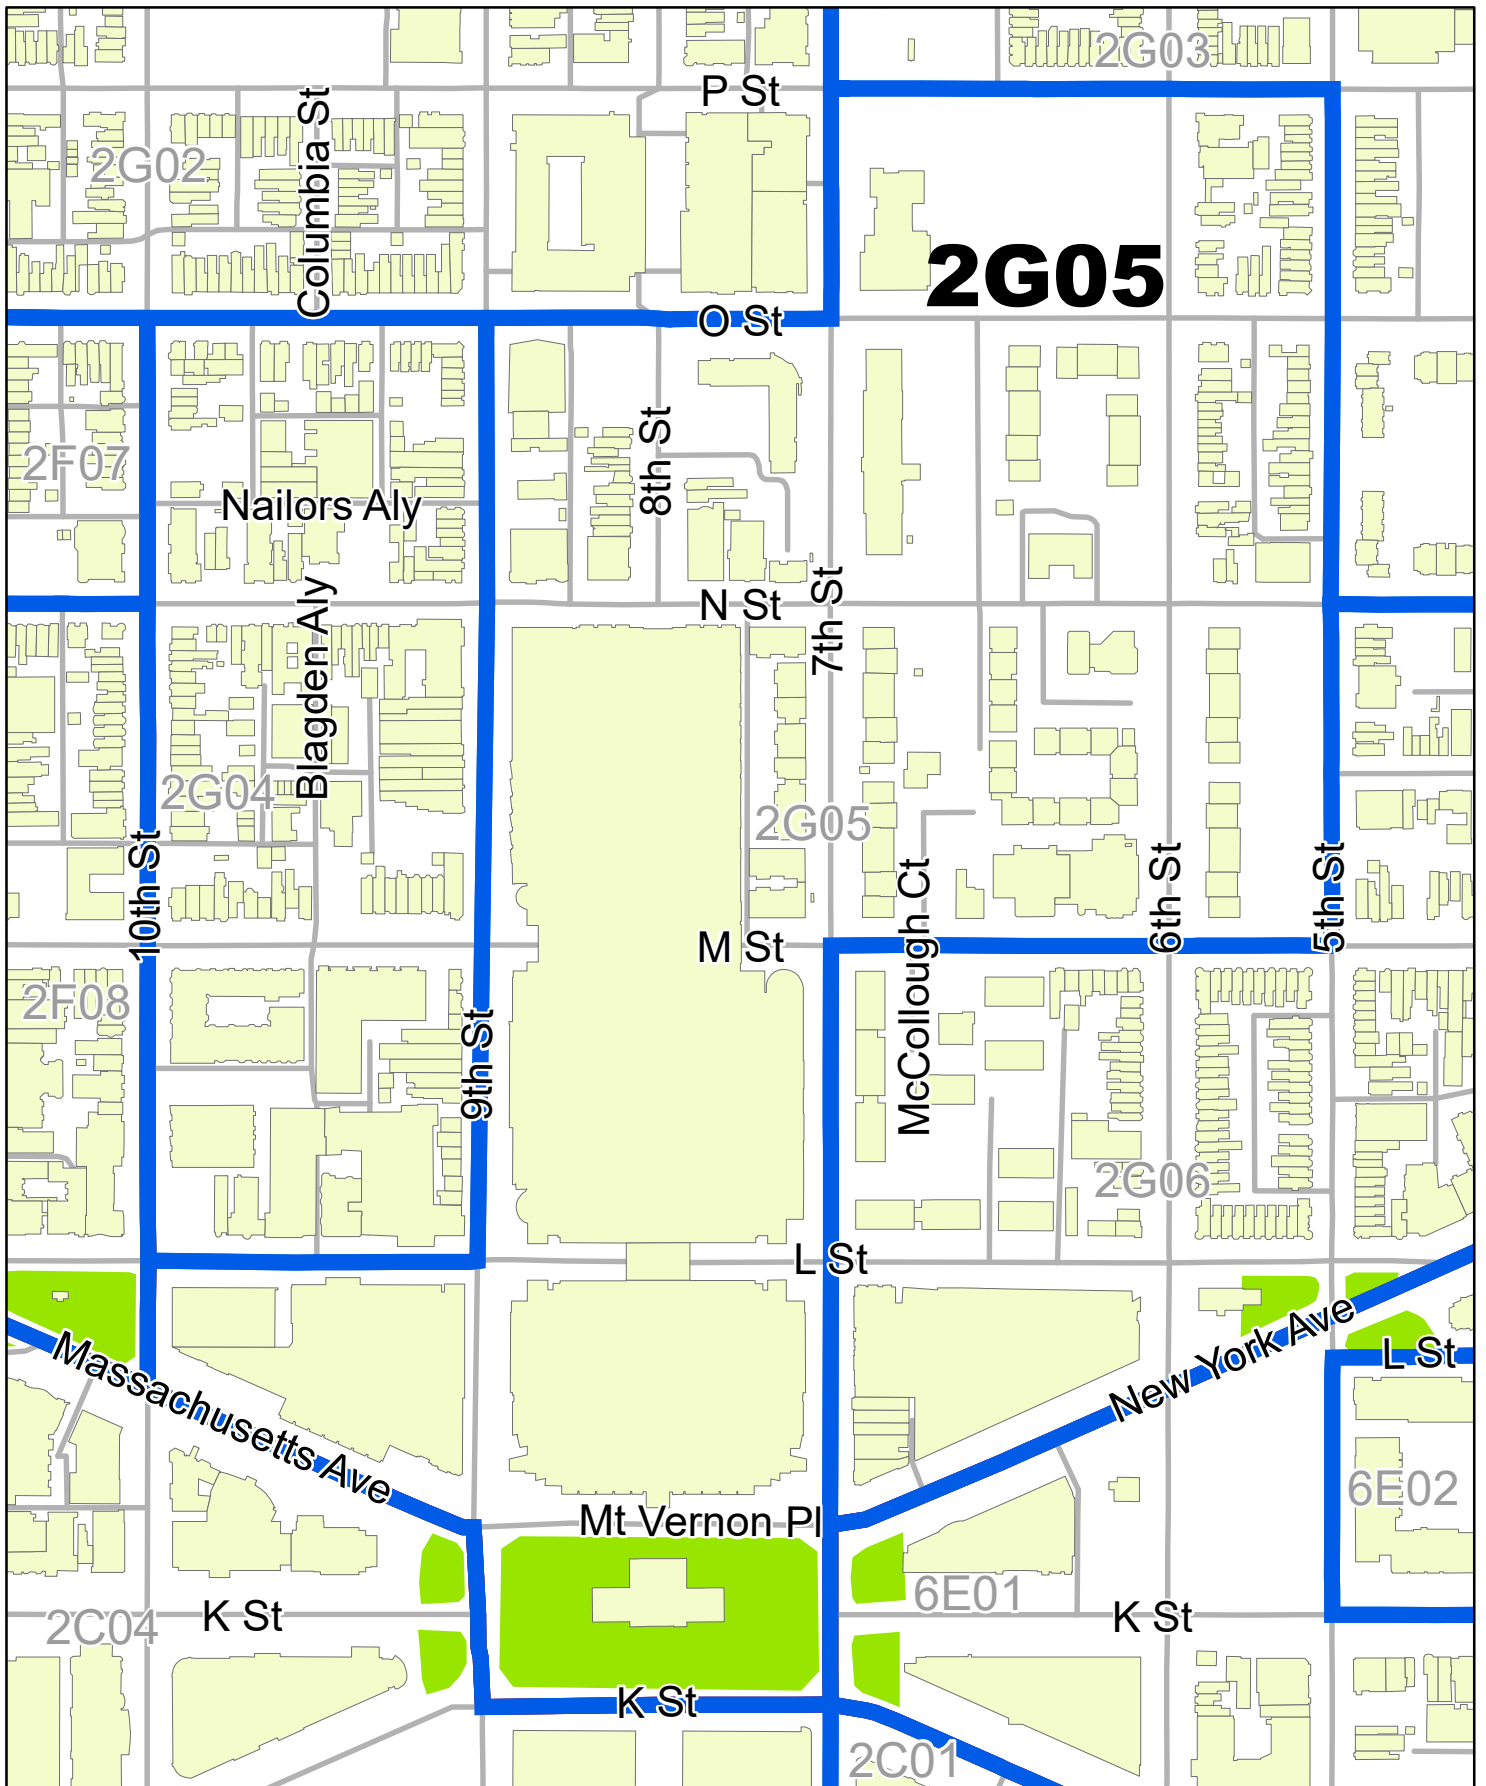 2G03
P St
Columbia St
2G02
2G05
O St
2F07
8th St
Nailors Aly
N St
7th St
Blagden Aly
2G04
2G05
10th St
McCollough Ct
6th St
5th St
M St
2F08
9th St
2G06
L St
New York Ave
L St
Massachusetts Ave
6E02
Mt Vernon Pl
6E01
K St
K St
2C04
K St
2C01